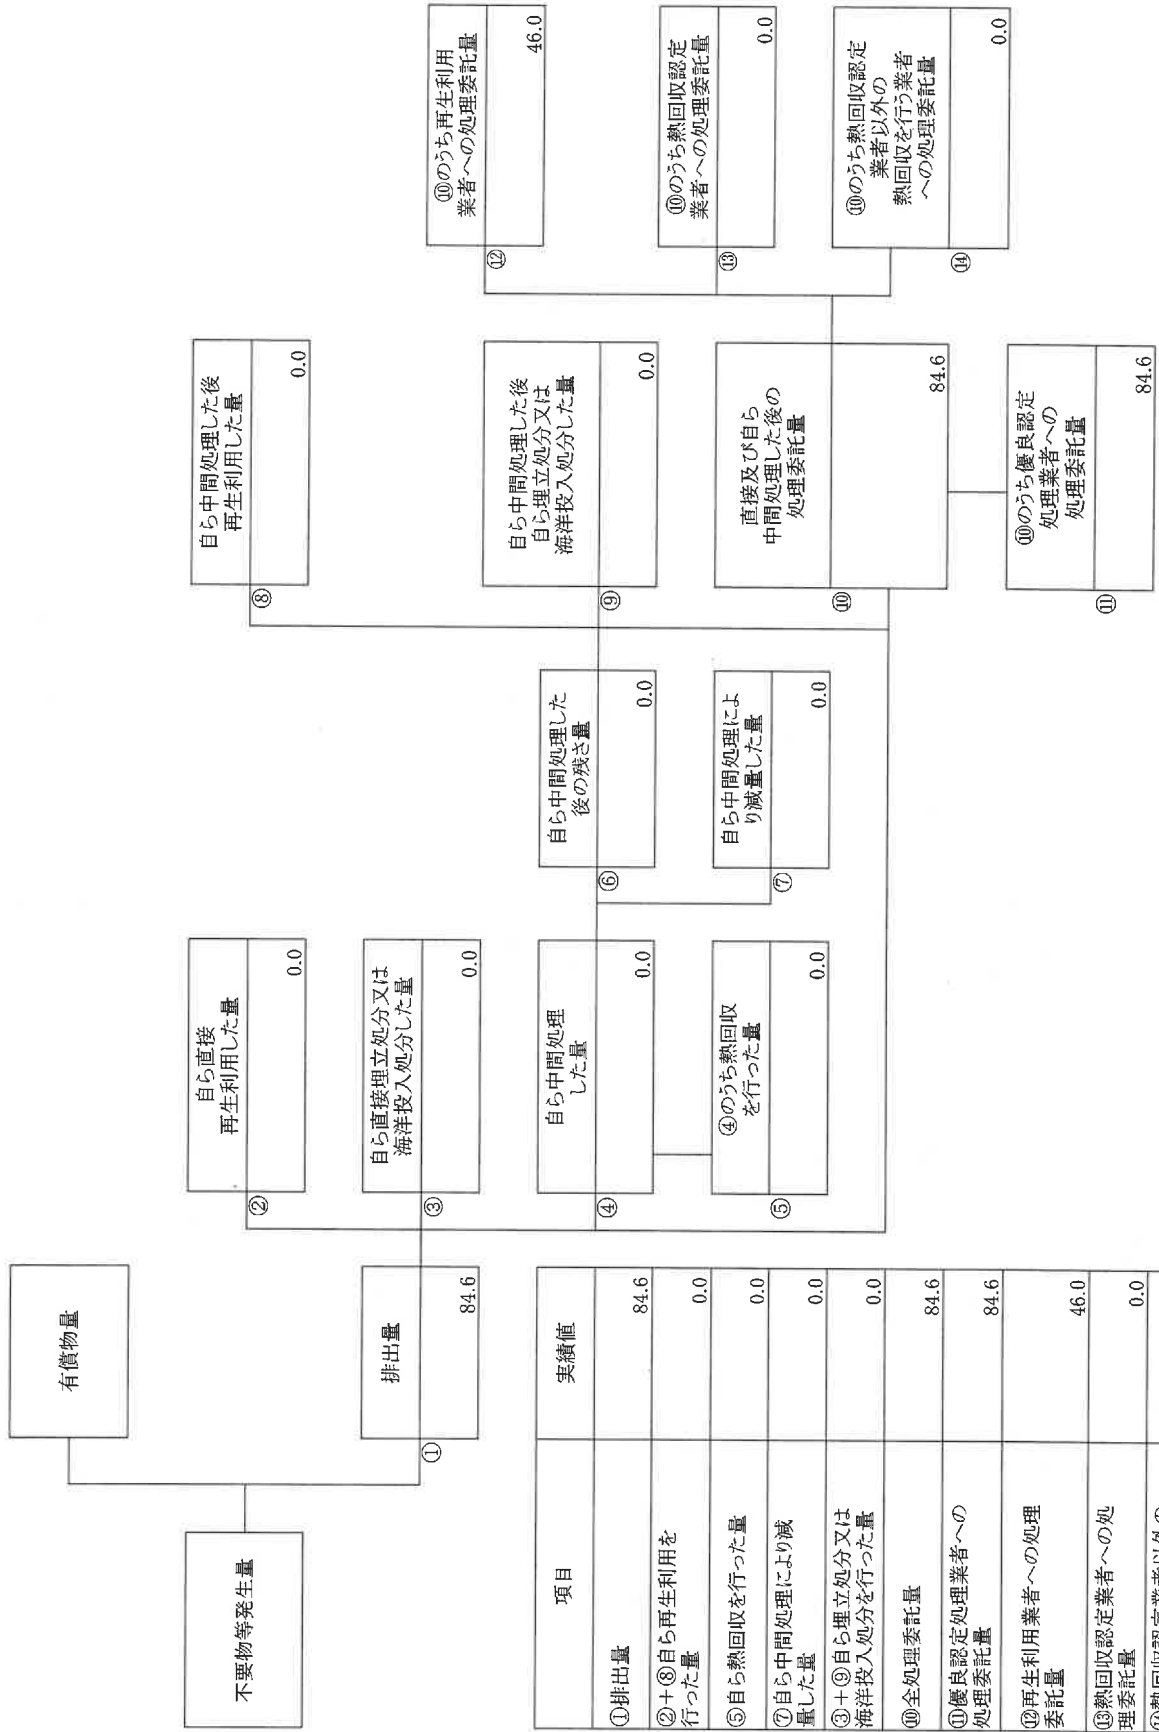 不要物等発生量
有償物量
排出量
①
84.6
自ら直接
再生利用した量
②
0.0
自ら直接埋立処分又は
海洋投入処分した量
③
0.0
自ら中間処理
した量
④
0.0
④のうち熱回収
を行った量
⑤
0.0
自ら中間処理した
後の残さ量
⑥
0.0
自ら中間処理によ
り減量した量
⑦
0.0
自ら中間処理した後
再生利用した量
⑧
0.0
自ら中間処理した後
自ら埋立処分又は
海洋投入処分した量
⑨
0.0
直接及び自ら
中間処理した後の
処理委託量
⑩
84.6
⑩のうち優良認定
処理業者への
処理委託量
⑪
84.6
⑩のうち再生利用
業者への処理委託量
⑫
46.0
⑩のうち熱回収認定
業者への処理委託量
⑬
0.0
⑩のうち熱回収認定
業者以外の
熱回収を行う業者
への処理委託量
⑭
0.0
項目 実績値
①排出量 84.6
②+⑧自ら再生利用を
行った量 0.0
⑤自ら熱回収を行った量 0.0
⑦自ら中間処理により減
量した量 0.0
③+⑨自ら埋立処分又は
海洋投入処分を行った量 0.0
⑩全処理委託量 84.6
⑪優良認定処理業者への
処理委託量 84.6
⑫再生利用業者への処理
委託量 46.0
⑬熱回収認定業者への処
理委託量 0.0